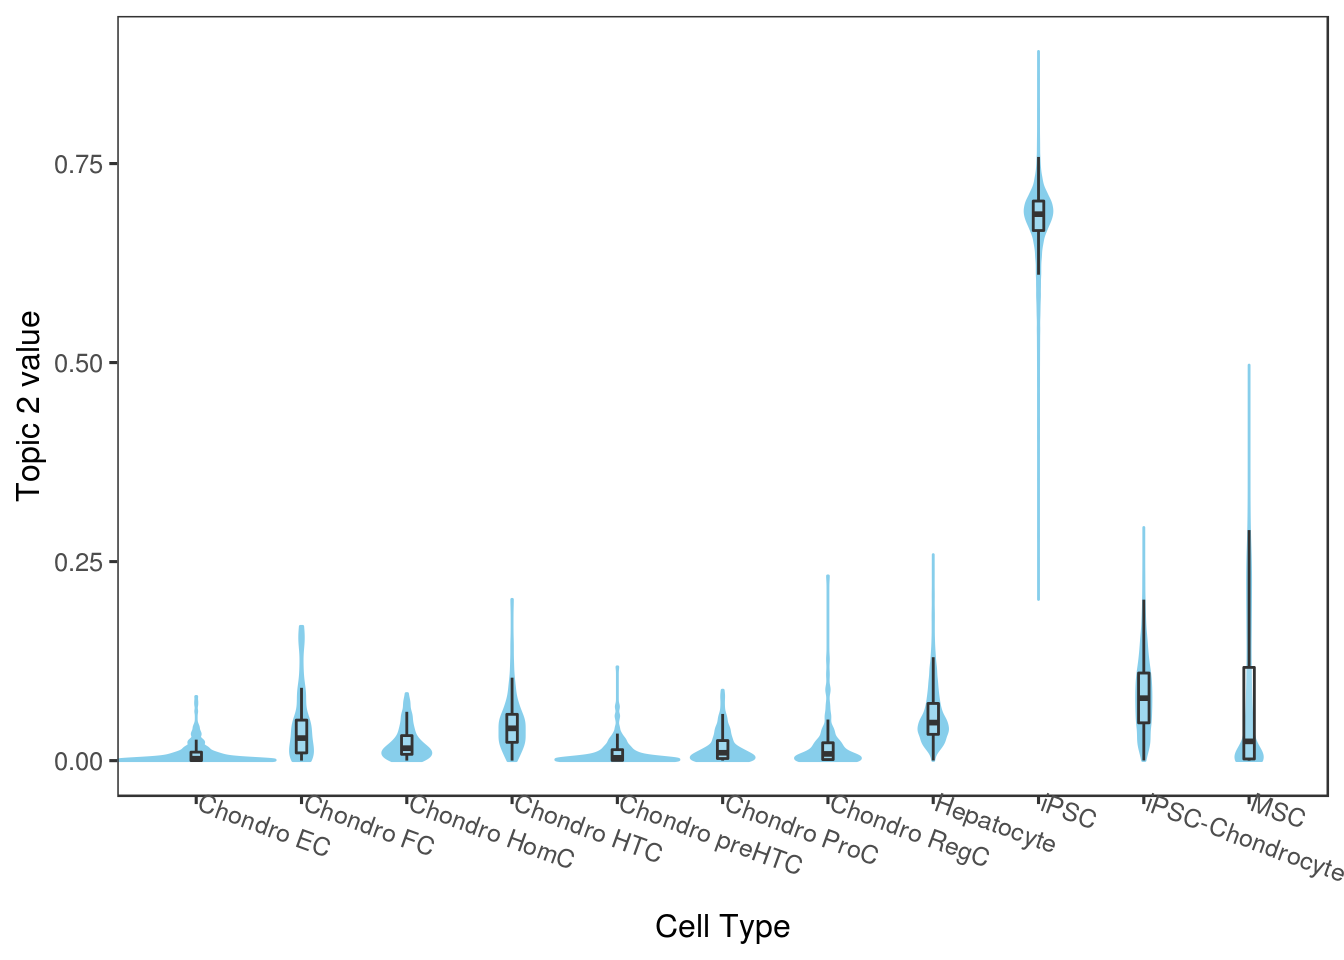 0.75
0.50
0.25
0.00
Topic 2 value
Chondro EC
Chondro FC
Chondro HomC
Chondro HTC
Chondro preHTC
Chondro ProC
Chondro RegC
Hepatocyte
iPSC
iPSC-Chondrocyte
MSC
Cell Type